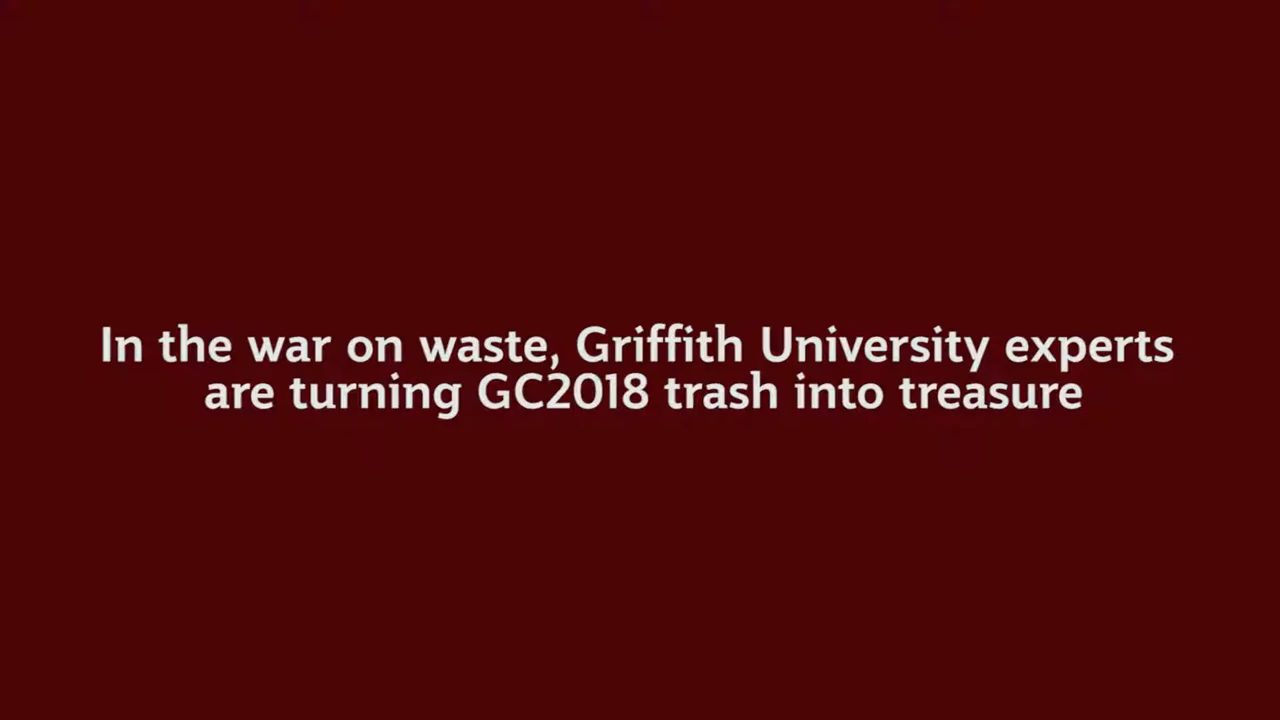 In the war on waste, Griffith University experts
are turning GC2018 trash into treasure